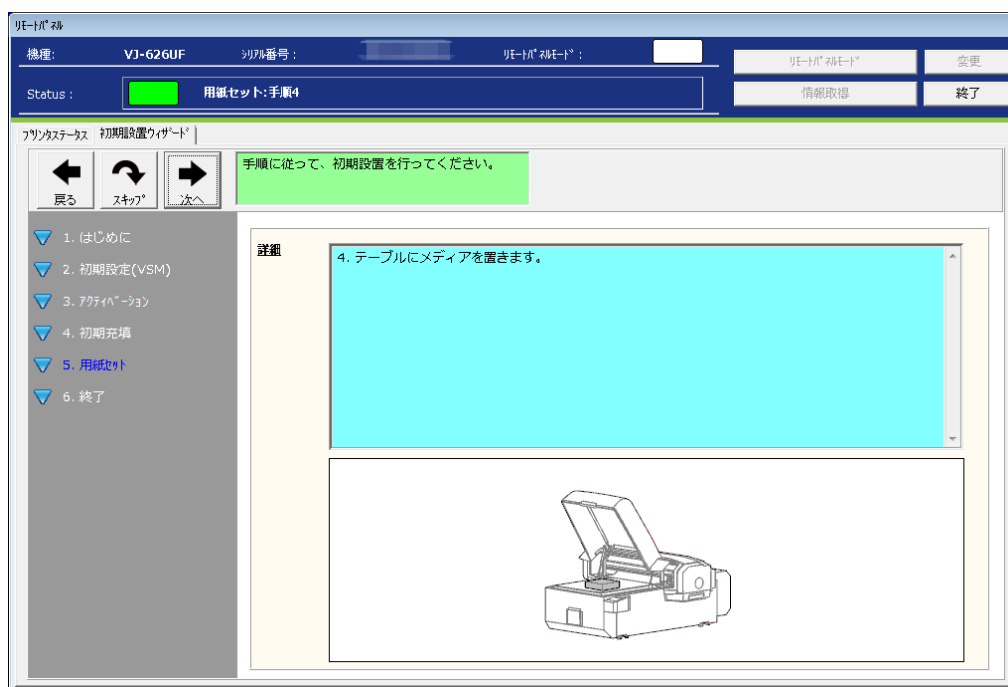 ﾘﾓｰﾄﾊﾟﾈﾙ
機種: VJ-626UF ｼﾘｱﾙ番号 : ﾘﾓｰﾄﾊﾟﾈﾙﾓｰﾄﾞ :
ﾘﾓｰﾄﾊﾟﾈﾙﾓｰﾄﾞ 変更
Status : 用紙セット:手順4
情報取得 終了
ﾌﾟﾘﾝﾀｽﾃｰﾀｽ 初期設置ｳｨｻﾞｰﾄﾞ
戻る ｽｷｯﾌﾟ 次へ
手順に従って、初期設置を行ってください。
1. はじめに
2. 初期設定(VSM)
3. ｱｸﾃｨﾍﾞｰｼｮﾝ
4. 初期充填
5. 用紙ｾｯﾄ
6. 終了
詳細
4. テーブルにメディアを置きます。